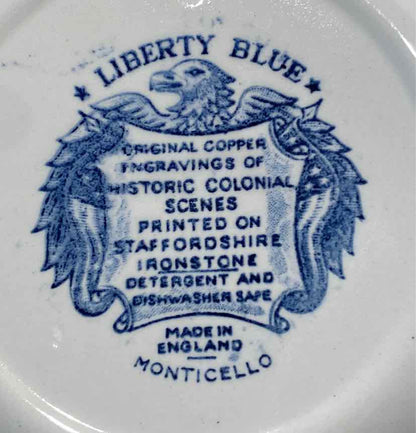 ★ LIBERTY BLUE ★
ORIGINAL COPPER
ENGRAVINGS OF
HISTORIC COLONIAL
SCENES
PRINTED ON
STAFFORDSHIRE
IRONSTONE
DETERGENT AND
DISHWASHER SAFE
MADE IN
ENGLAND
MONTICELLO